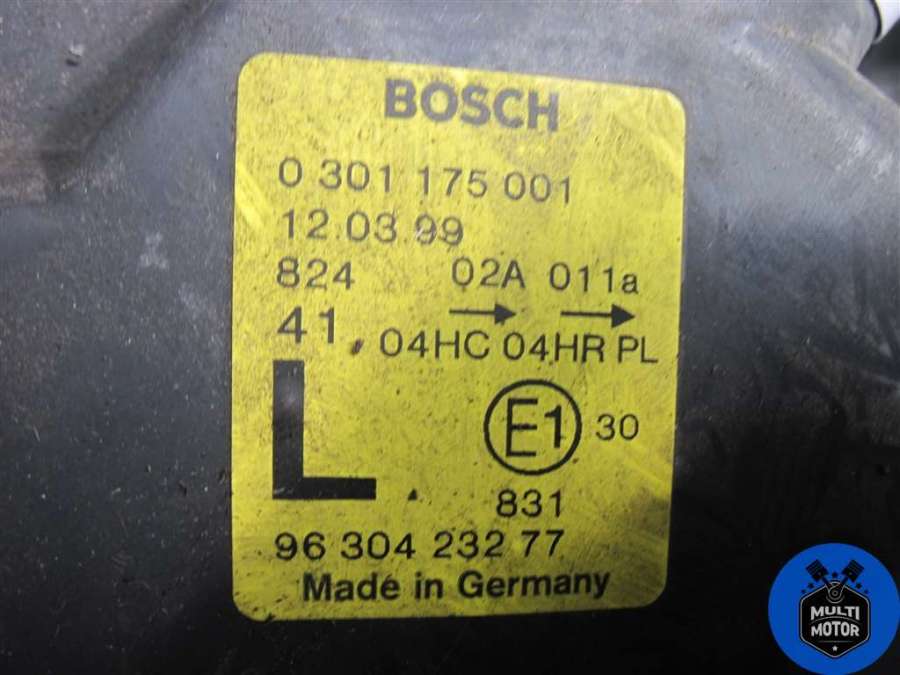 BOSCH
0 301 175 001
12.03.99
824 02A 011a
41 → →
04HC 04HR PL
L E1 30
831
96 304 232 77
Made in Germany
MULTI
MOTOR